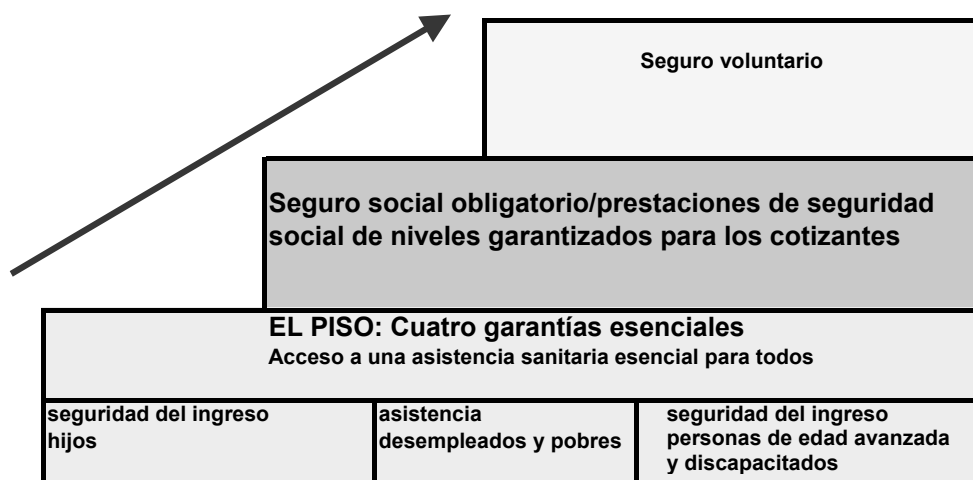 Seguro voluntario
Seguro social obligatorio/prestaciones de seguridad
social de niveles garantizados para los cotizantes
EL PISO: Cuatro garantías esenciales
Acceso a una asistencia sanitaria esencial para todos
seguridad del ingreso
hijos
asistencia
desempleados y pobres
seguridad del ingreso
personas de edad avanzada
y discapacitados